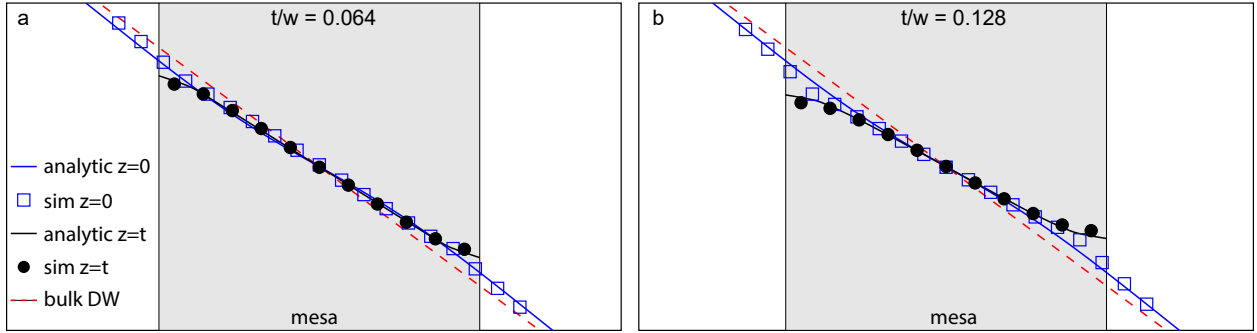 a
t/w = 0.064
analytic z=0
sim z=0
analytic z=t
sim z=t
bulk DW
mesa
b
t/w = 0.128
mesa